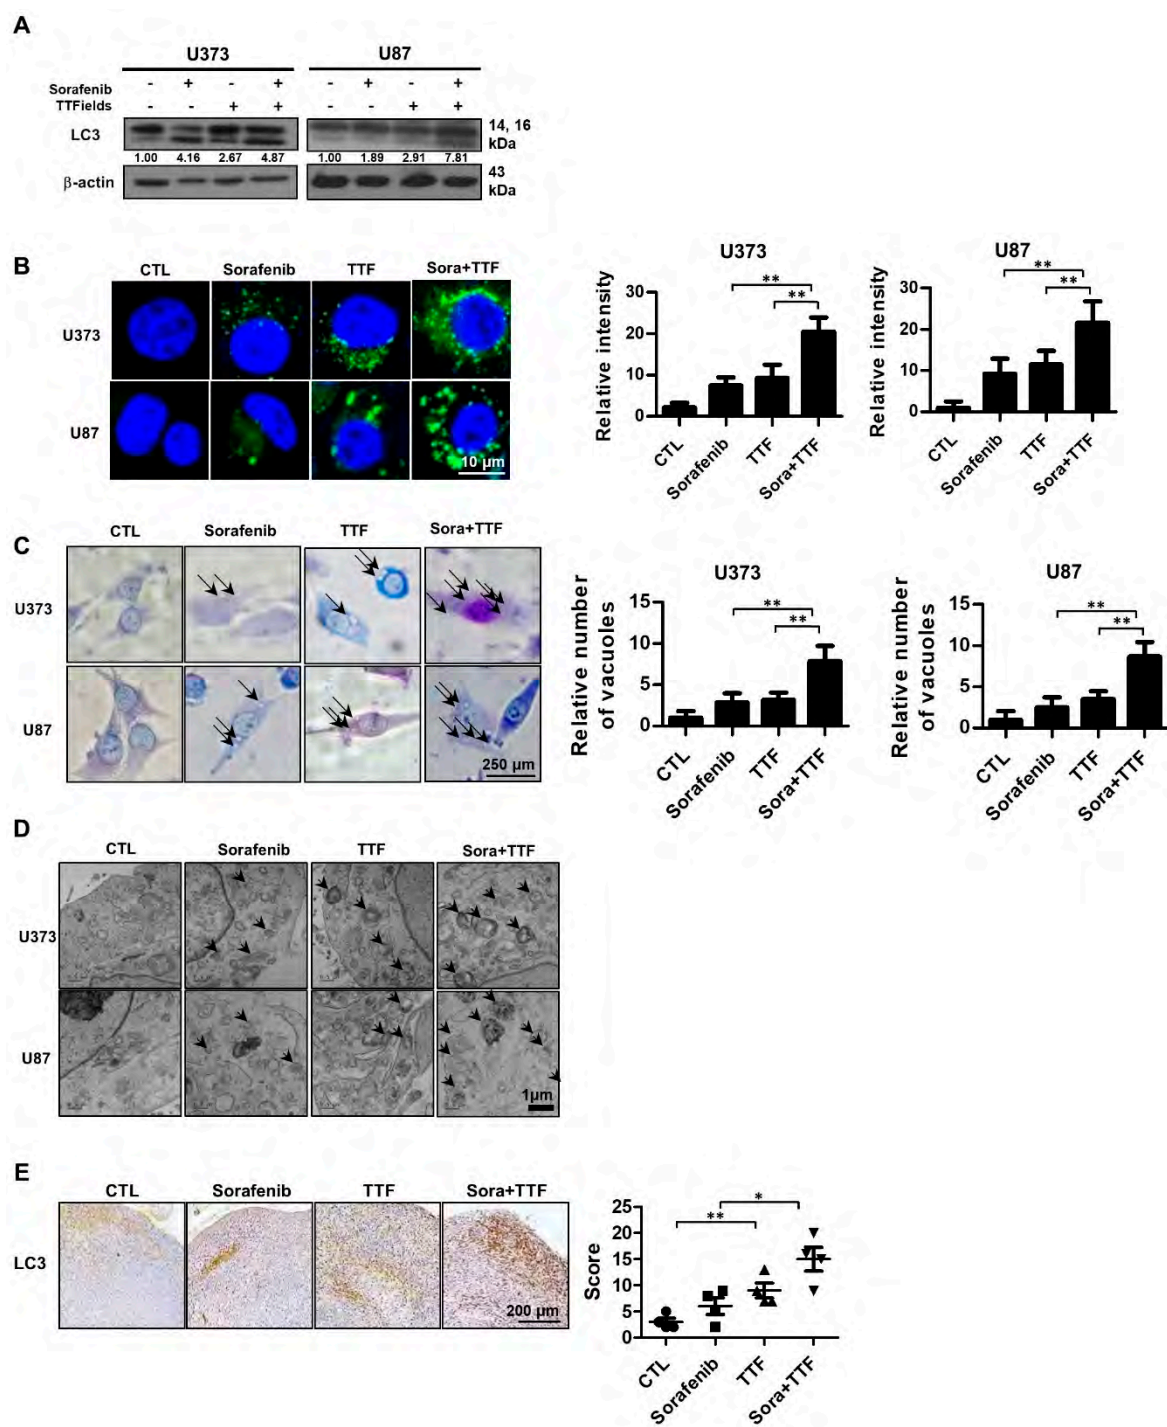 A
U373 U87
Sorafenib - + - + - + - +
TTFields - - + + - - + +
LC3 14, 16 kDa
1.00 4.16 2.67 4.87 1.00 1.89 2.91 7.81
β-actin 43 kDa
B
CTL Sorafenib TTF Sora+TTF
U373
U87
10 µm
U373
Relative intensity
30
20
10
0
** **
CTL Sorafenib TTF Sora+TTF
U87
Relative intensity
30
20
10
0
** **
CTL Sorafenib TTF Sora+TTF
C
CTL Sorafenib TTF Sora+TTF
U373
U87
250 µm
U373
Relative number
of vacuoles
15
10
5
0
** **
CTL Sorafenib TTF Sora+TTF
U87
Relative number
of vacuoles
15
10
5
0
** **
CTL Sorafenib TTF Sora+TTF
D
CTL Sorafenib TTF Sora+TTF
U373
U87
1µm
E
CTL Sorafenib TTF Sora+TTF
LC3
200 µm
Score
25
20
15
10
5
0
** *
CTL Sorafenib TTF Sora+TTF